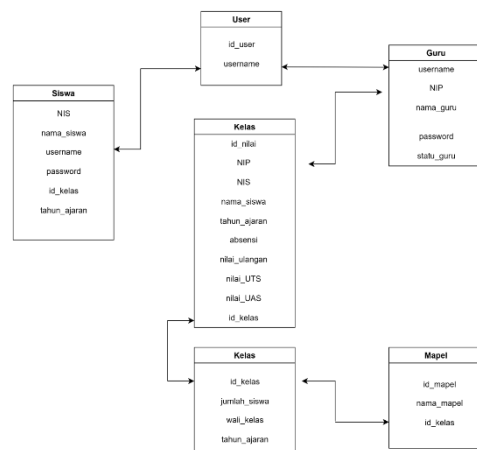 User
id_user
username
Guru
username
NIP
nama_guru
password
statu_guru
Siswa
NIS
nama_siswa
username
password
id_kelas
tahun_ajaran
Kelas
id_nilai
NIP
NIS
nama_siswa
tahun_ajaran
absensi
nilai_ulangan
nilai_UTS
nilai_UAS
id_kelas
Kelas
id_kelas
jumlah_siswa
wali_kelas
tahun_ajaran
Mapel
id_mapel
nama_mapel
id_kelas